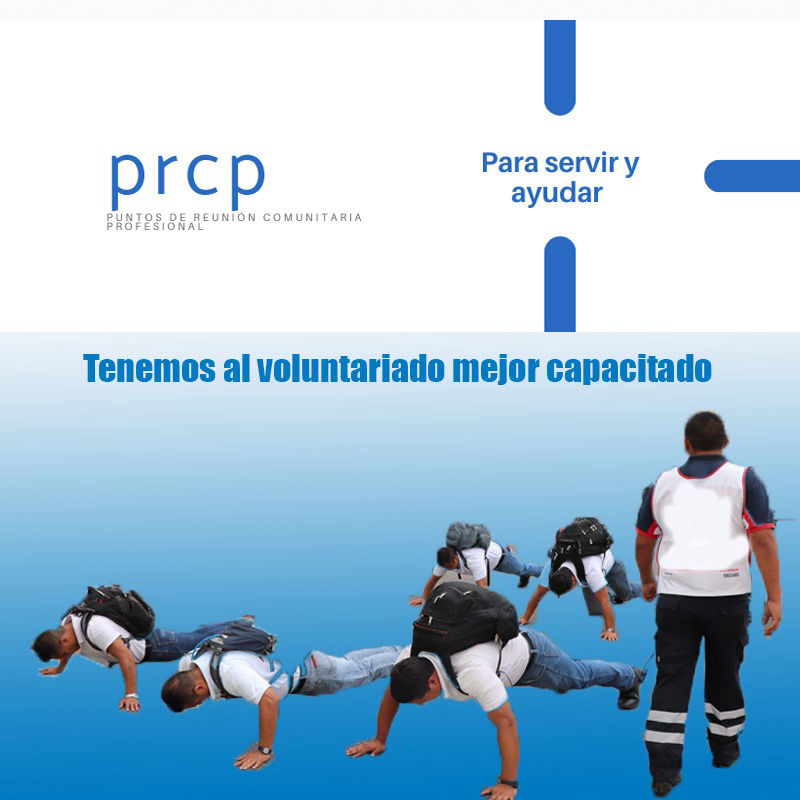 prcp
PUNTOS DE REUNIÓN COMUNITARIA
PROFESIONAL
Para servir y
ayudar
Tenemos al voluntariado mejor capacitado